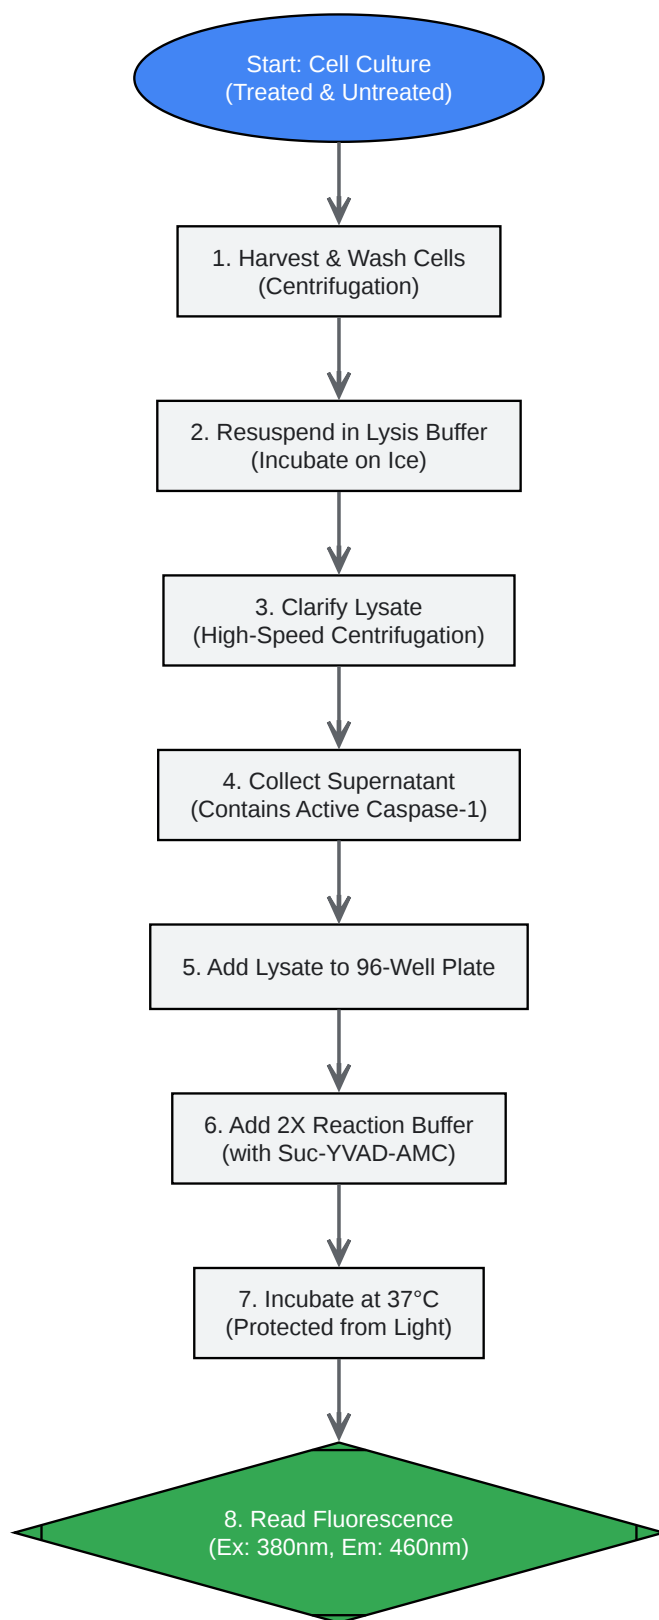 Start: Cell Culture
(Treated & Untreated)
1. Harvest & Wash Cells
(Centrifugation)
2. Resuspend in Lysis Buffer
(Incubate on Ice)
3. Clarify Lysate
(High-Speed Centrifugation)
4. Collect Supernatant
(Contains Active Caspase-1)
5. Add Lysate to 96-Well Plate
6. Add 2X Reaction Buffer
(with Suc-YVAD-AMC)
7. Incubate at 37°C
(Protected from Light)
8. Read Fluorescence
(Ex: 380nm, Em: 460nm)